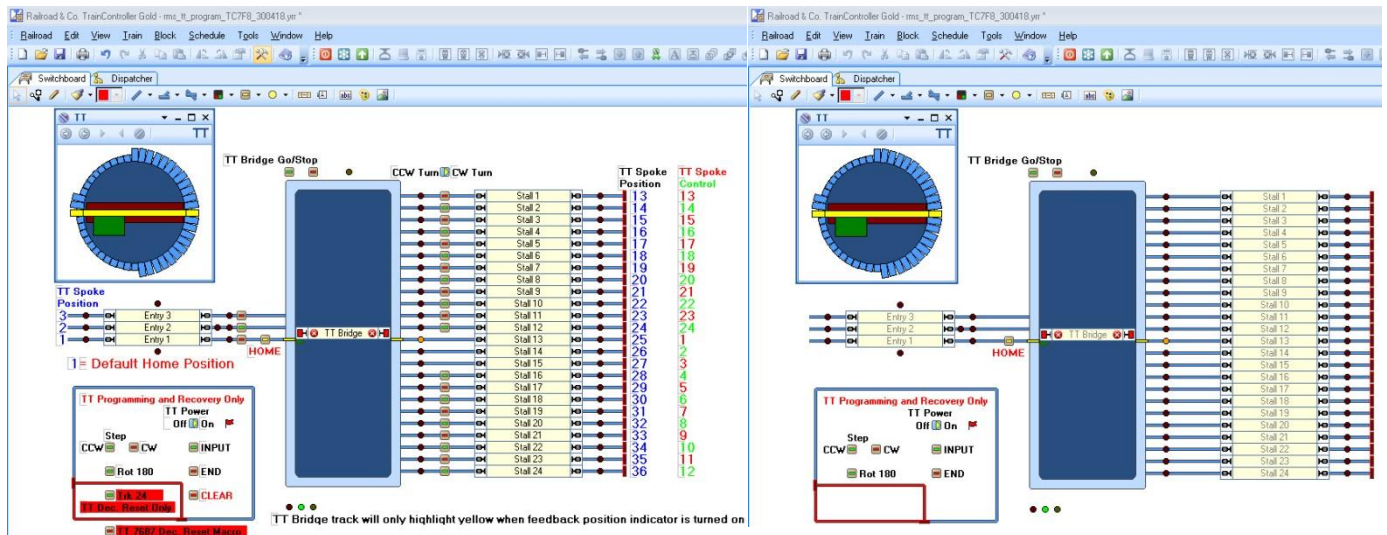 Railroad & Co. TrainController Gold - rms_tt_program_TC7F8_300418.yrr *
Railroad Edit View Train Block Schedule Tools Window Help
Switchboard Dispatcher
TT
TT
TT Bridge Go/Stop
CCW Turn CW Turn
TT Spoke Position
TT Spoke Control
Stall 1 13 13
Stall 2 14 14
Stall 3 15 15
Stall 4 16 16
Stall 5 17 17
Stall 6 18 18
Stall 7 19 19
Stall 8 20 20
Stall 9 21 21
Stall 10 22 22
Stall 11 23 23
Stall 12 24 24
Stall 13 25 1
Stall 14 26 2
Stall 15 27 3
Stall 16 28 4
Stall 17 29 5
Stall 18 30 6
Stall 19 31 7
Stall 20 32 8
Stall 21 33 9
Stall 22 34 10
Stall 23 35 11
Stall 24 36 12
TT Spoke
Position
3 Entry 3
2 Entry 2
1 Entry 1
HOME
TT Bridge
1 = Default Home Position
TT Programming and Recovery Only
TT Power
Off On
Step
CCW CW INPUT
Rot 180 END
Trk 24 CLEAR
TT Dec. Reset Only
TT 7687 Dec. Reset Macro
TT Bridge track will only highlight yellow when feedback position indicator is turned on
Railroad & Co. TrainController Gold - rms_tt_program_TC7F8_300418.yrr *
Railroad Edit View Train Block Schedule Tools Window Help
Switchboard Dispatcher
TT
TT
TT Bridge Go/Stop
Stall 1
Stall 2
Stall 3
Stall 4
Stall 5
Stall 6
Stall 7
Stall 8
Stall 9
Stall 10
Stall 11
Stall 12
Stall 13
Stall 14
Stall 15
Stall 16
Stall 17
Stall 18
Stall 19
Stall 20
Stall 21
Stall 22
Stall 23
Stall 24
Entry 3
Entry 2
Entry 1
HOME
TT Bridge
TT Programming and Recovery Only
TT Power
Off On
Step
CCW CW INPUT
Rot 180 END